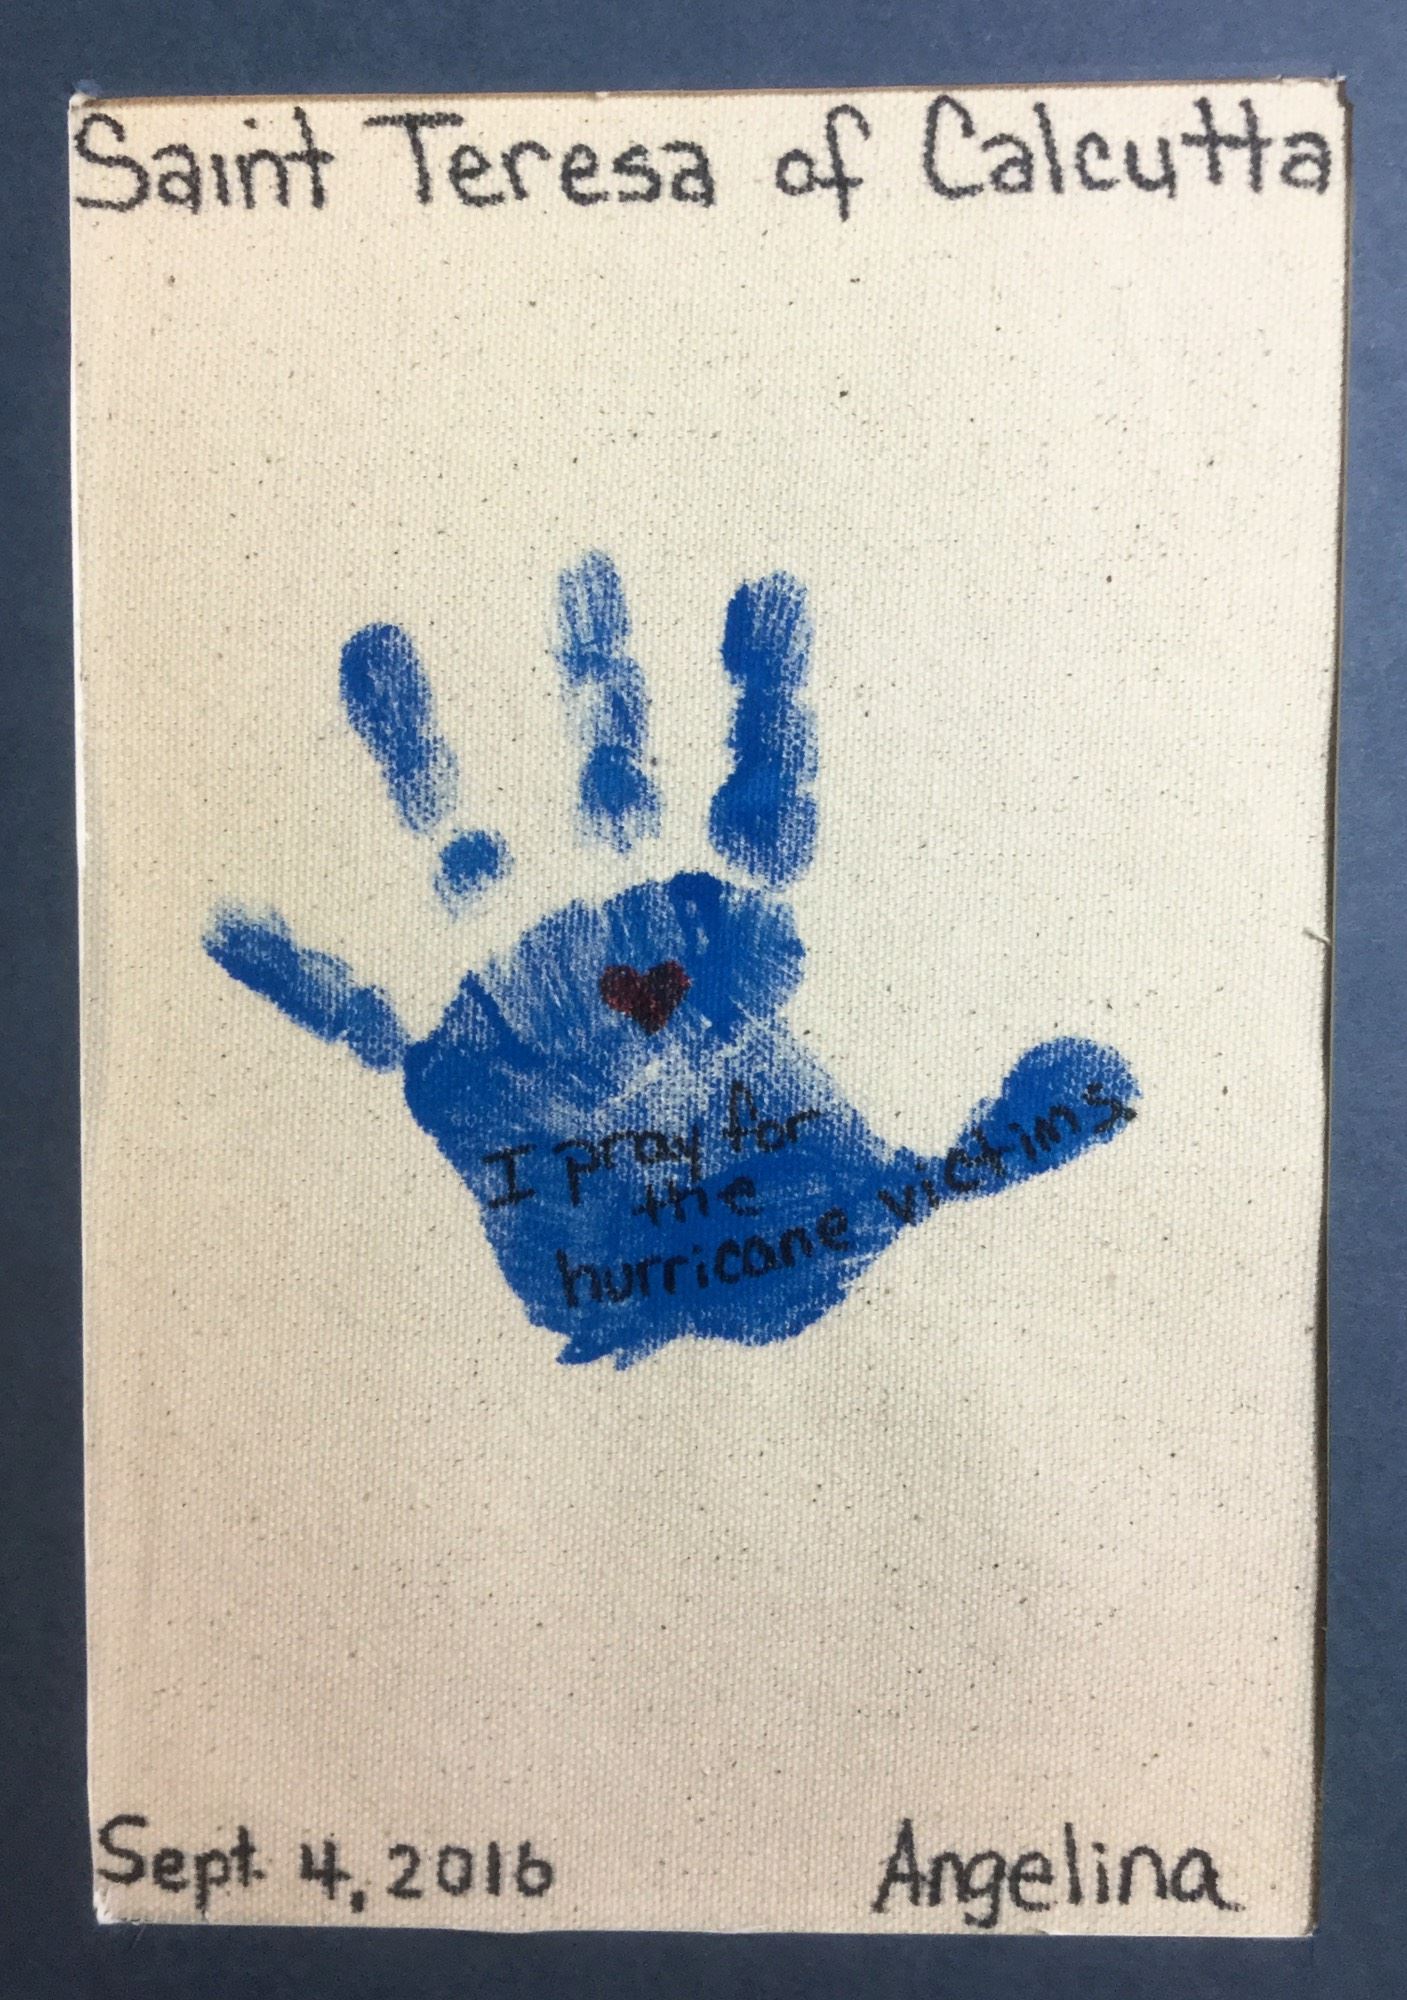 Saint Teresa of Calcutta
I pray for
the
hurricane victims.
Sept. 4, 2016 Angelina